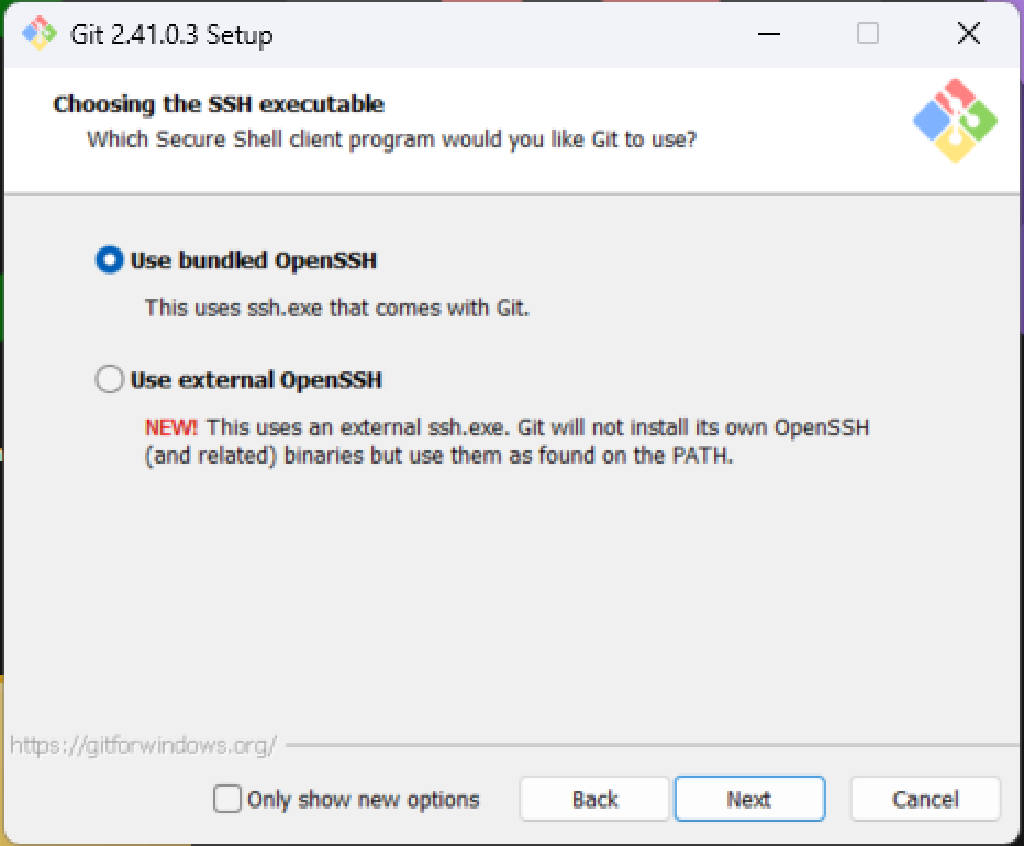 Git 2.41.0.3 Setup
Choosing the SSH executable
Which Secure Shell client program would you like Git to use?
Use bundled OpenSSH
This uses ssh.exe that comes with Git.
Use external OpenSSH
NEW! This uses an external ssh.exe. Git will not install its own OpenSSH
(and related) binaries but use them as found on the PATH.
https://gitforwindows.org/
Only show new options
Back
Next
Cancel